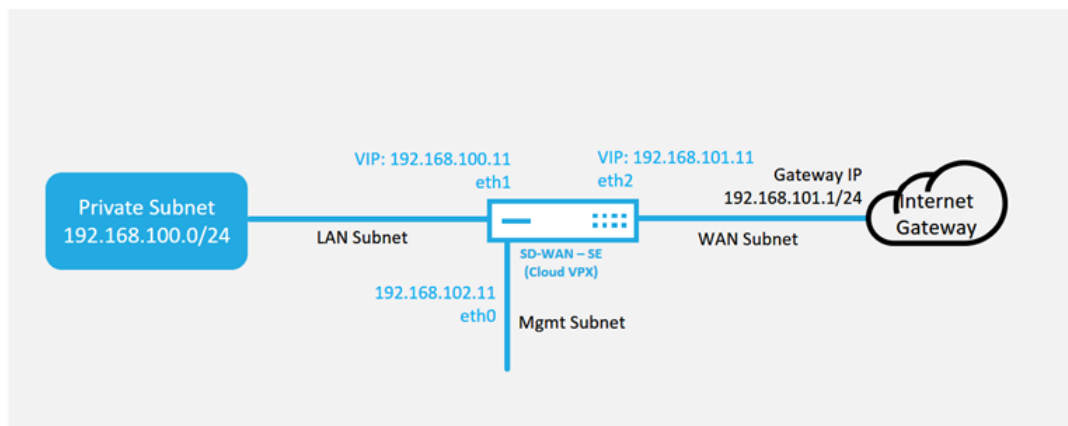 Private Subnet
192.168.100.0/24
LAN Subnet
VIP: 192.168.100.11
eth1
VIP: 192.168.101.11
eth2
SD-WAN – SE
(Cloud VPX)
192.168.102.11
eth0
Mgmt Subnet
WAN Subnet
Gateway IP
192.168.101.1/24
Internet
Gateway